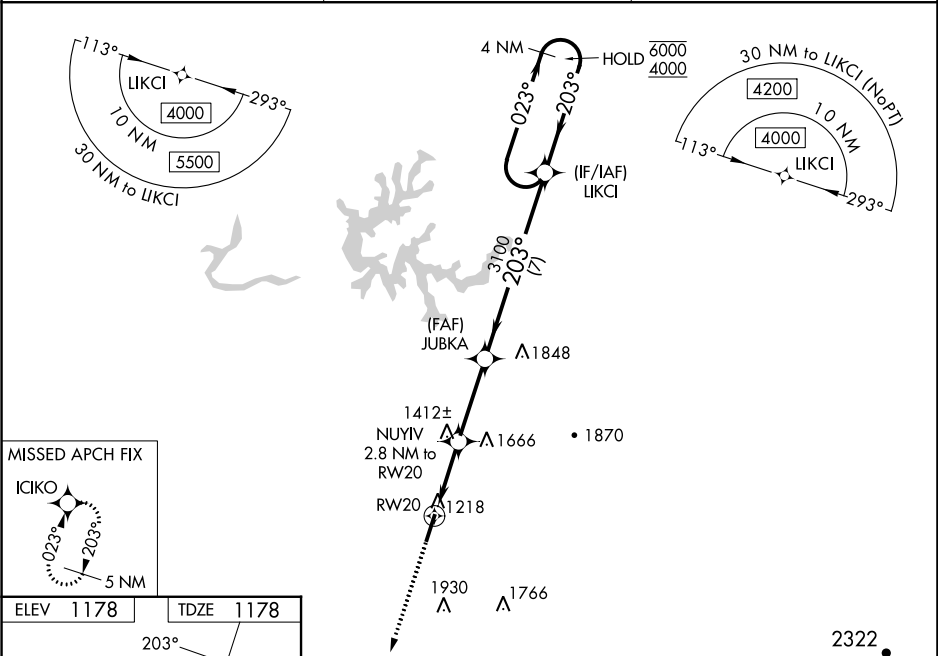 113°
LIKCI
293°
4000
10 NM
5500
30 NM to LIKCI
4 NM
HOLD 6000
4000
023°
203°
(IF/IAF)
LIKCI
30 NM to LIKCI (NoPT)
4200
4000
10 NM
113°
LIKCI
293°
3100
203°
(7)
(FAF)
JUBKA
1848
1412±
NUYIV
2.8 NM to
RW20
1666
1870
RW20
1218
MISSED APCH FIX
ICIKO
023°
203°
5 NM
1930
1766
ELEV 1178
TDZE 1178
203°
2322